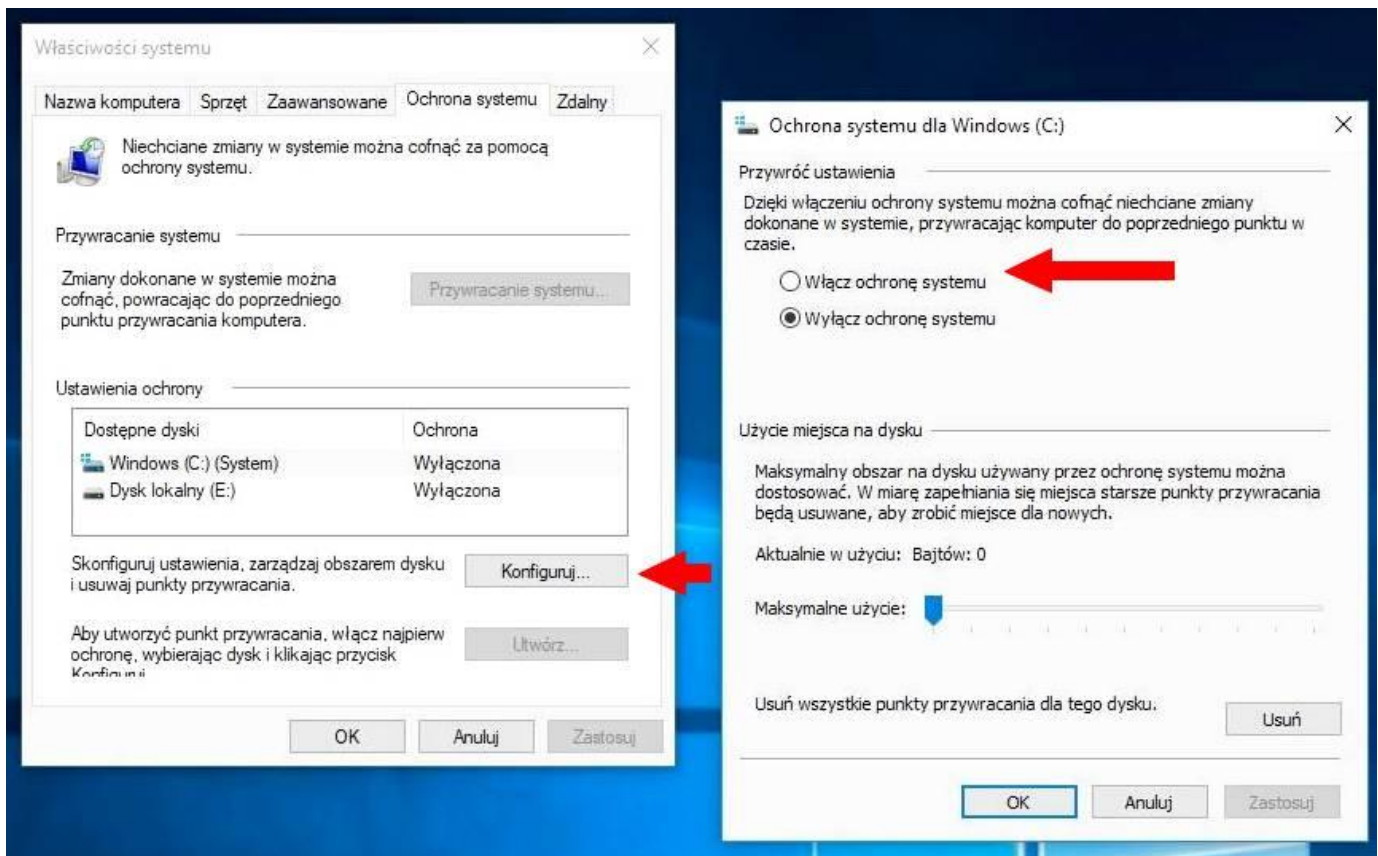 Właściwości systemu
Nazwa komputera Sprzęt Zaawansowane Ochrona systemu Zdalny
Niechciane zmiany w systemie można cofnąć za pomocą
ochrony systemu.
Przywracanie systemu
Zmiany dokonane w systemie można
cofnąć, powracając do poprzedniego
punktu przywracania komputera.
Przywracanie systemu...
Ustawienia ochrony
Dostępne dyski Ochrona
Windows (C:) (System) Wyłączona
Dysk lokalny (E:) Wyłączona
Skonfiguruj ustawienia, zarządzaj obszarem dysku
i usuwaj punkty przywracania.
Konfiguruj...
Aby utworzyć punkt przywracania, włącz najpierw
ochronę, wybierając dysk i klikając przycisk
Konfiguruj
Utwórz...
OK Anuluj Zastosuj
Ochrona systemu dla Windows (C:)
Przywróć ustawienia
Dzięki włączeniu ochrony systemu można cofnąć niechciane zmiany
dokonane w systemie, przywracając komputer do poprzedniego punktu w
czasie.
Włącz ochronę systemu
Wyłącz ochronę systemu
Użycie miejsca na dysku
Maksymalny obszar na dysku używany przez ochronę systemu można
dostosować. W miarę zapełniania się miejsca starsze punkty przywracania
będą usuwane, aby zrobić miejsce dla nowych.
Aktualnie w użyciu: Bajtów: 0
Maksymalne użycie:
Usuń wszystkie punkty przywracania dla tego dysku.
Usuń
OK Anuluj Zastosuj